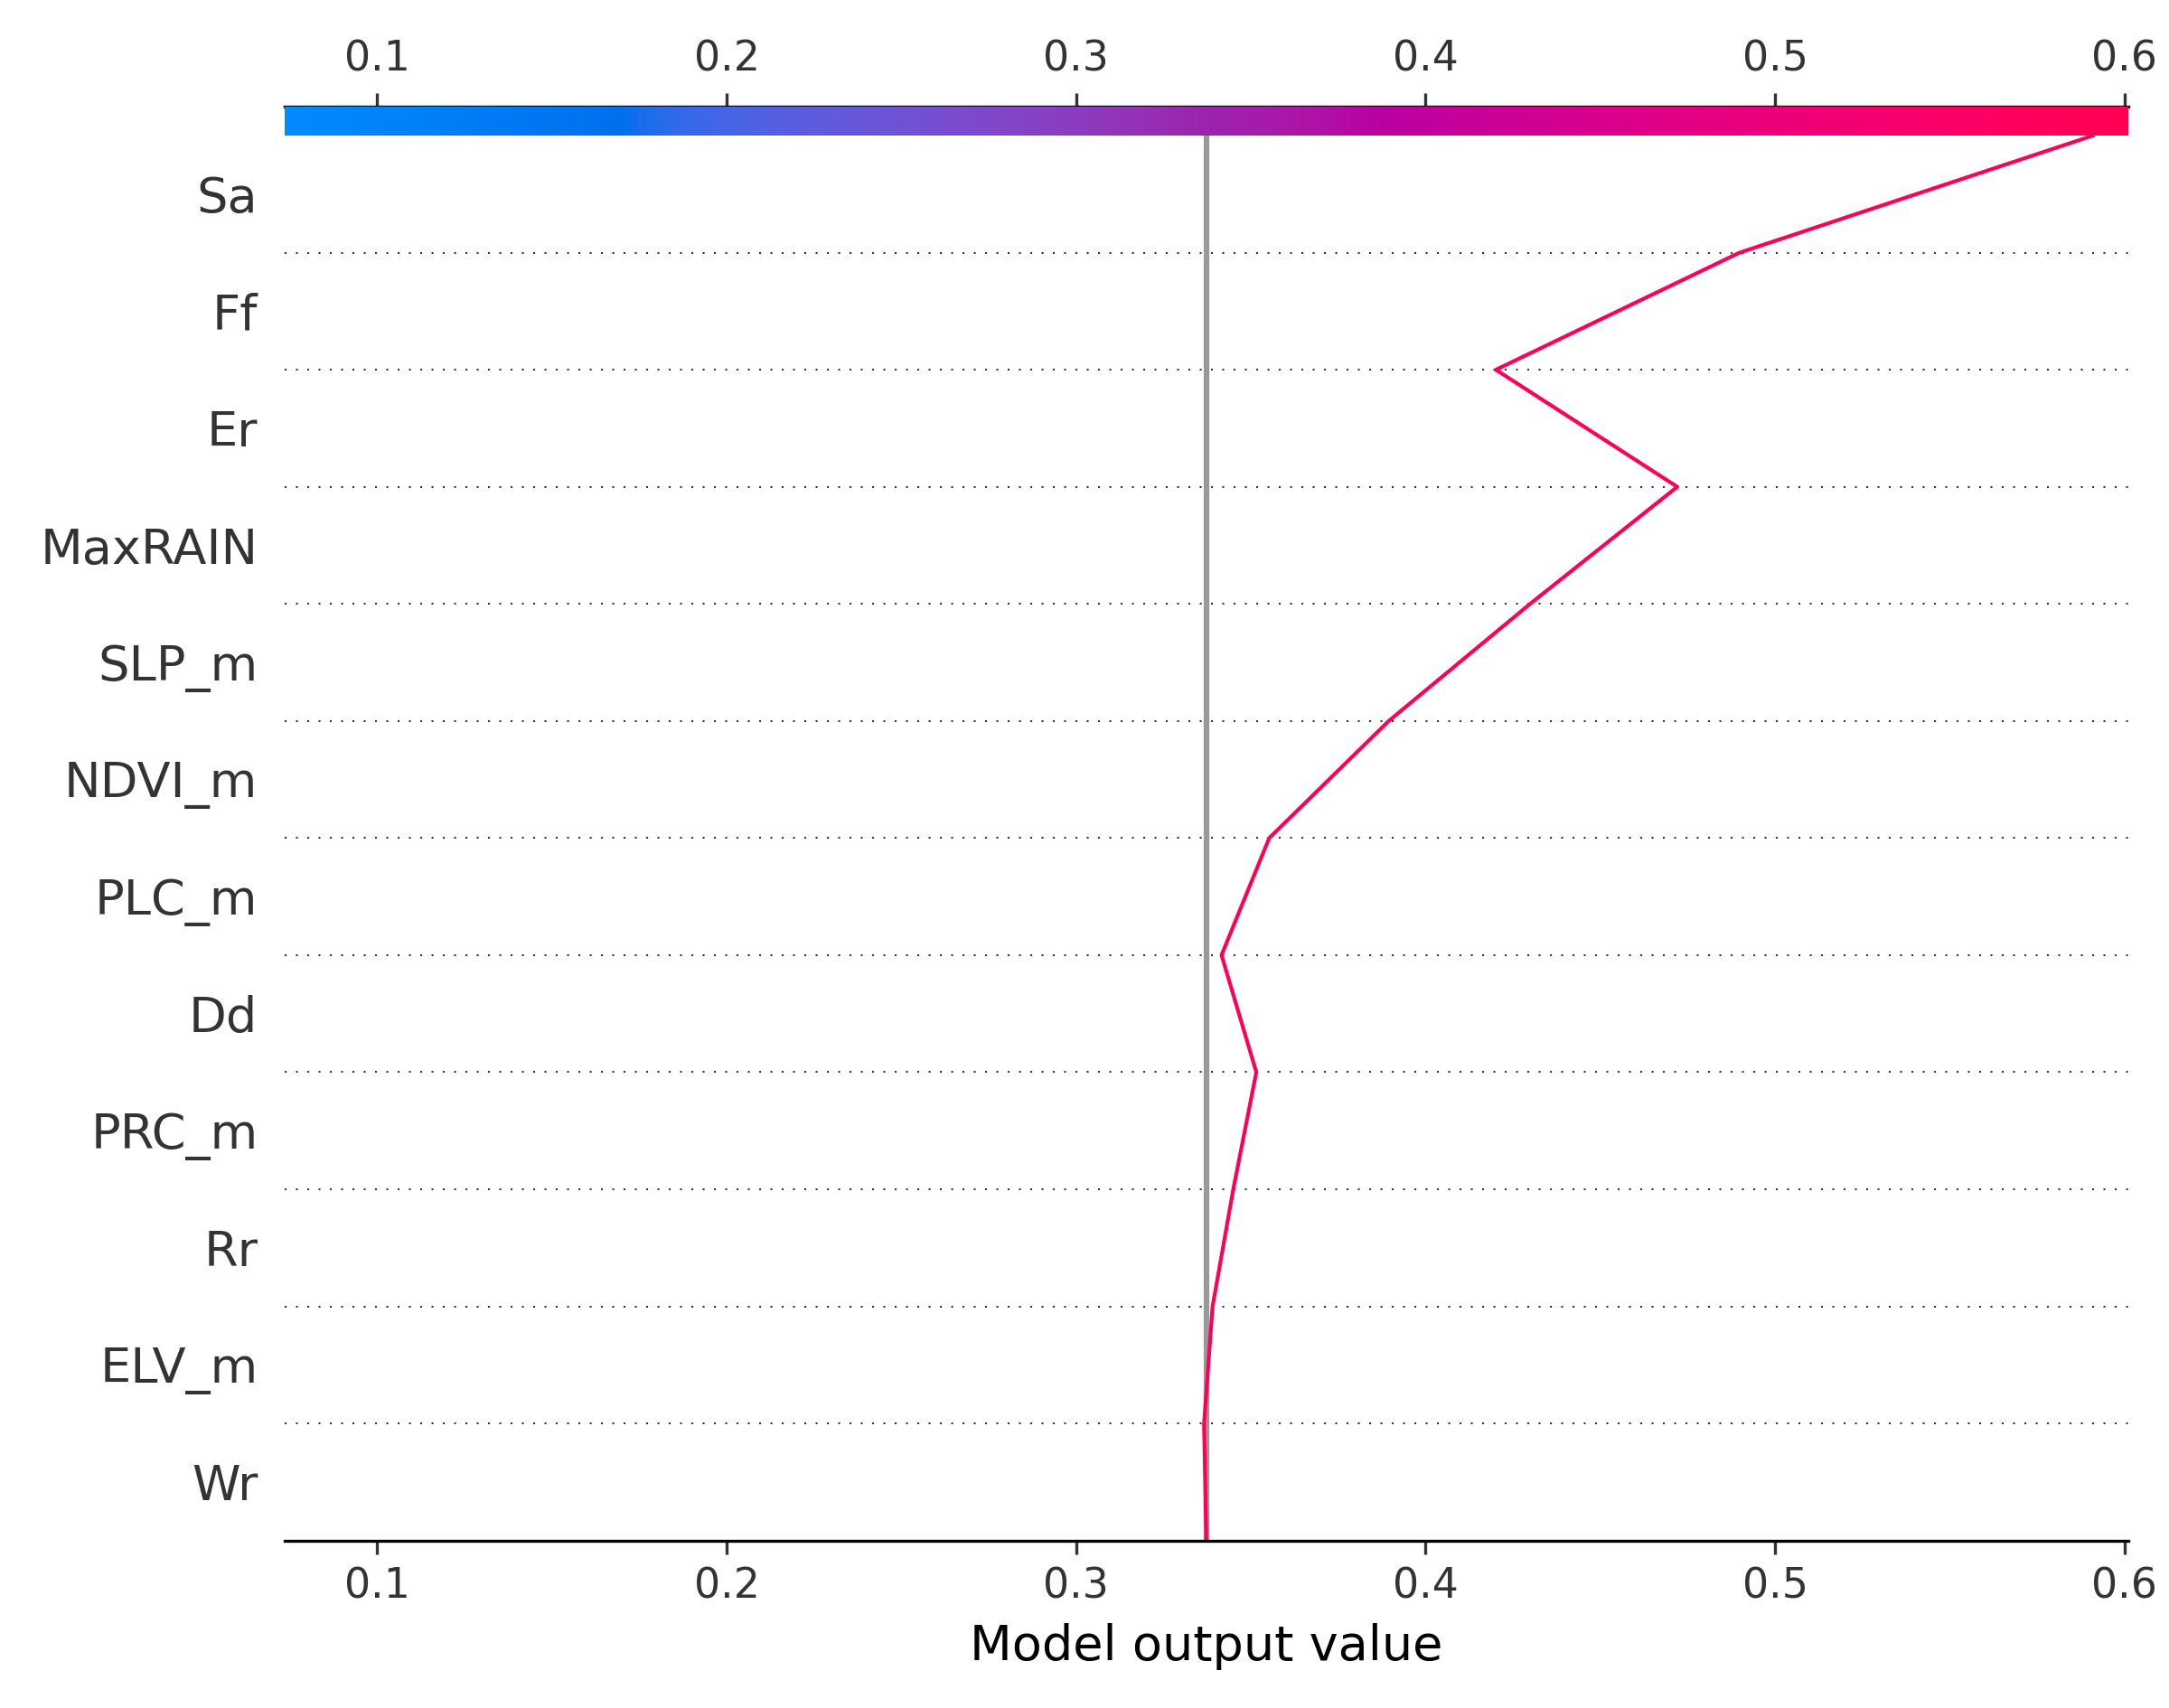 0.1 0.2 0.3 0.4 0.5 0.6
Sa
Ff
Er
MaxRAIN
SLP_m
NDVI_m
PLC_m
Dd
PRC_m
Rr
ELV_m
Wr
0.1 0.2 0.3 0.4 0.5 0.6
Model output value